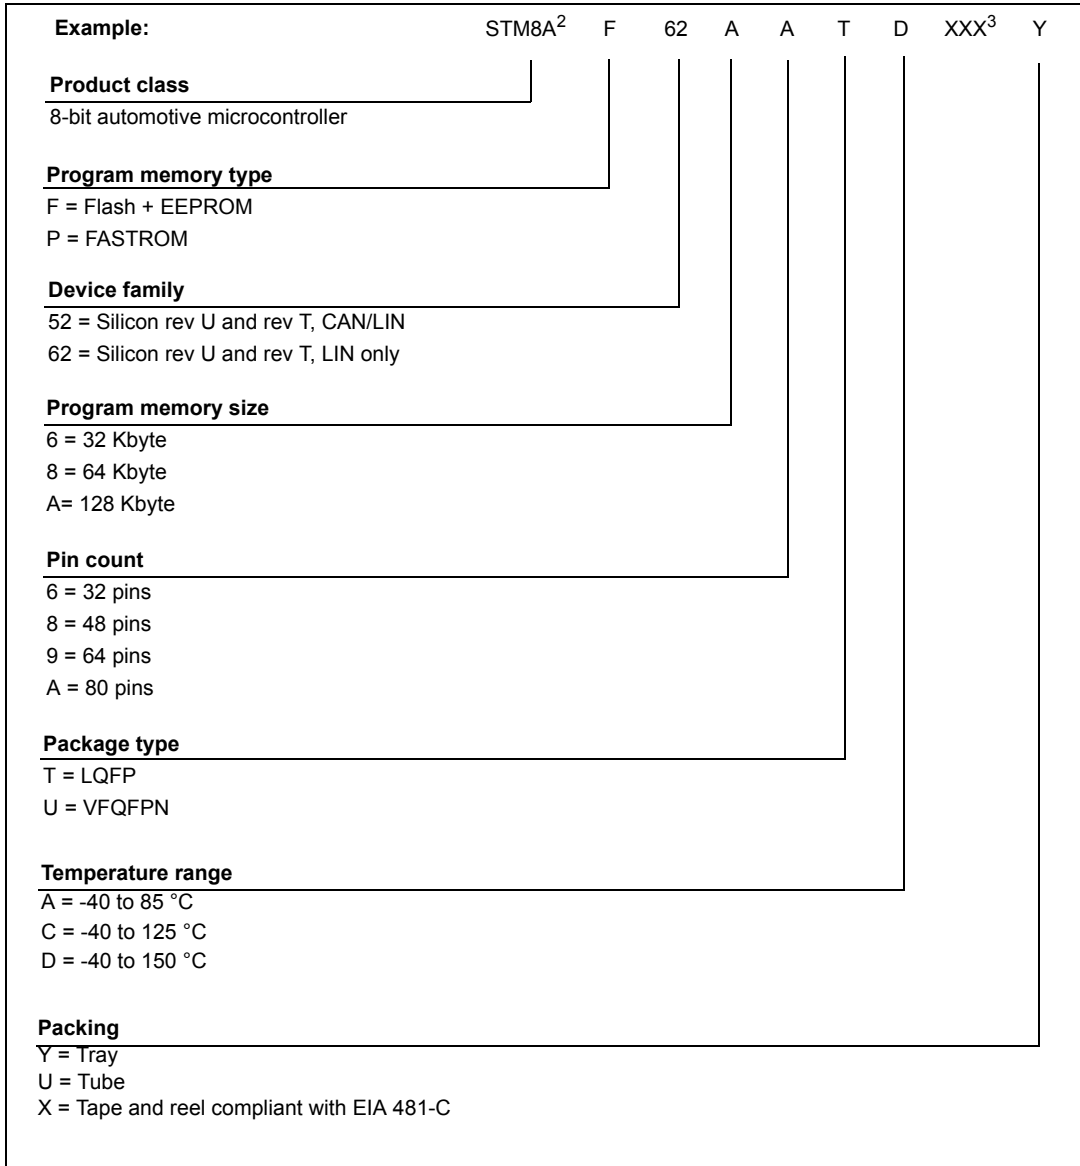 Example: STM8A2 F 62 A A T D XXX3 Y
Product class
8-bit automotive microcontroller
Program memory type
F = Flash + EEPROM
P = FASTROM
Device family
52 = Silicon rev U and rev T, CAN/LIN
62 = Silicon rev U and rev T, LIN only
Program memory size
6 = 32 Kbyte
8 = 64 Kbyte
A= 128 Kbyte
Pin count
6 = 32 pins
8 = 48 pins
9 = 64 pins
A = 80 pins
Package type
T = LQFP
U = VFQFPN
Temperature range
A = -40 to 85 °C
C = -40 to 125 °C
D = -40 to 150 °C
Packing
Y = Tray
U = Tube
X = Tape and reel compliant with EIA 481-C